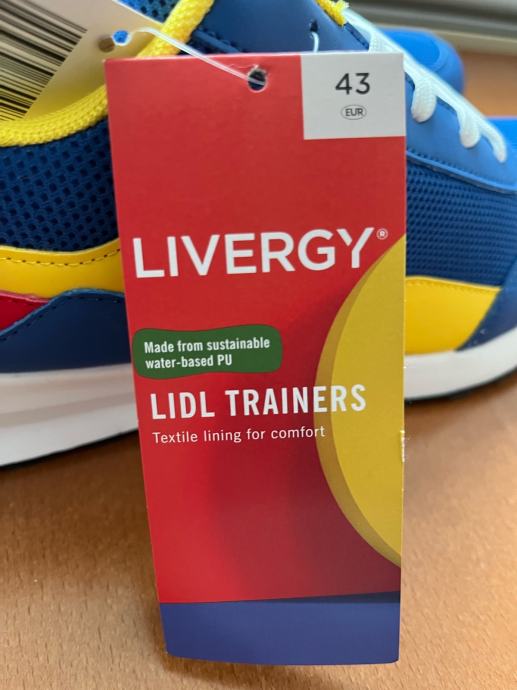 43
EUR
LIVERGY®
Made from sustainable
water-based PU
LIDL TRAINERS
Textile lining for comfort